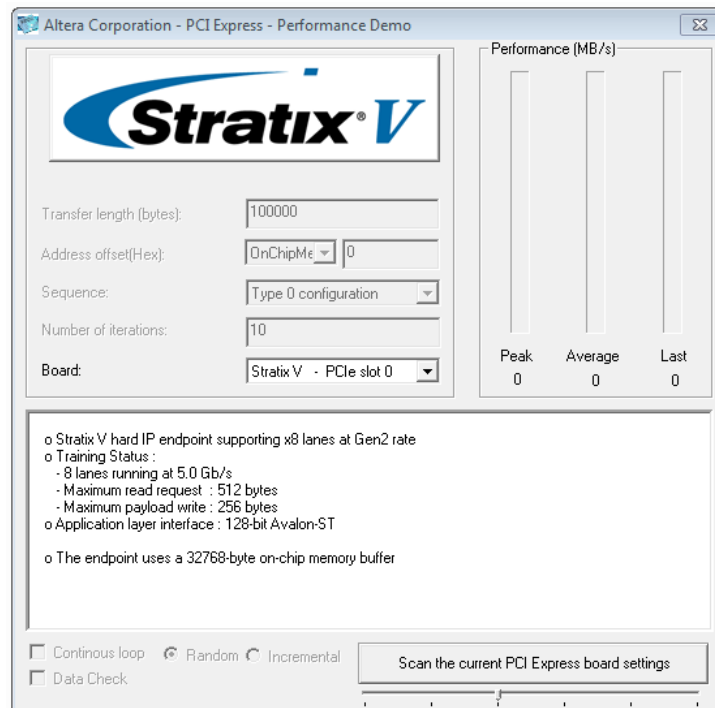 Altera Corporation - PCI Express - Performance Demo
Stratix® V
Performance (MB/s)
Transfer length (bytes): 100000
Address offset(Hex): OnChipMe 0
Sequence: Type 0 configuration
Number of iterations: 10
Board: Stratix V - PCIe slot 0
Peak Average Last
0 0 0
o Stratix V hard IP endpoint supporting x8 lanes at Gen2 rate
o Training Status :
- 8 lanes running at 5.0 Gb/s
- Maximum read request : 512 bytes
- Maximum payload write : 256 bytes
o Application layer interface : 128-bit Avalon-ST
o The endpoint uses a 32768-byte on-chip memory buffer
Continous loop Random Incremental
Data Check
Scan the current PCI Express board settings